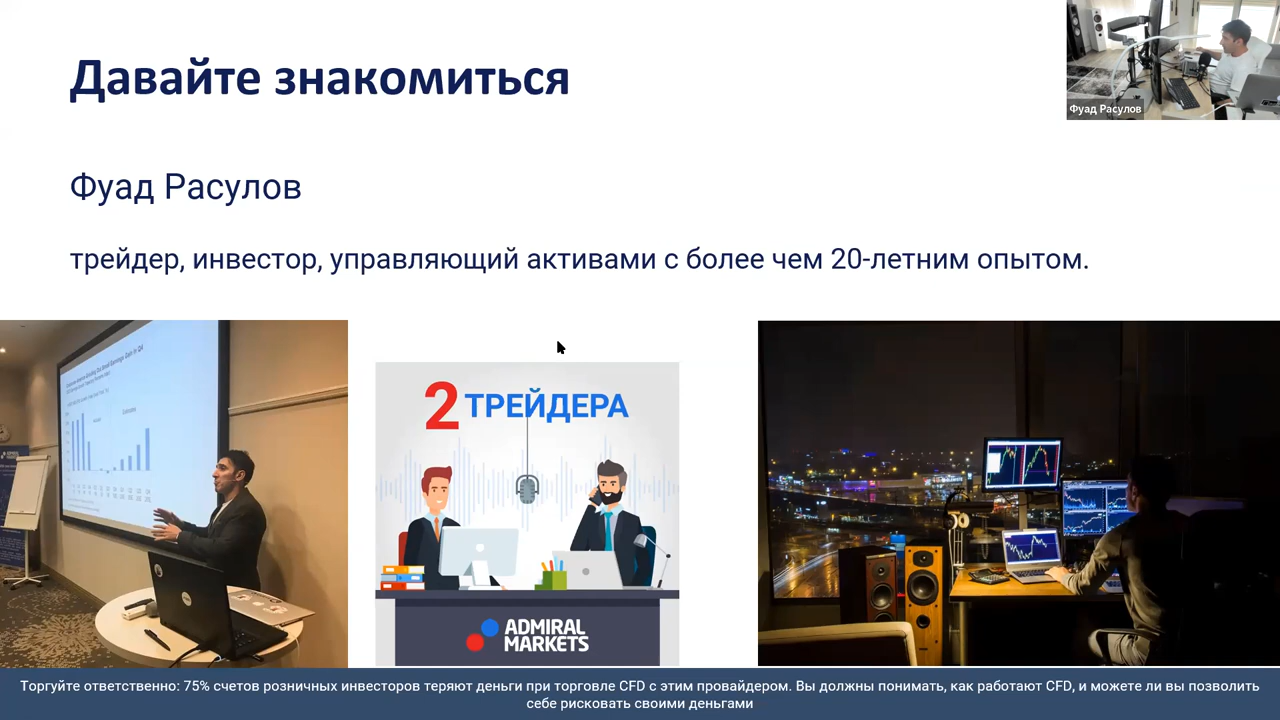 Давайте знакомиться
Фуад Расулов
Фуад Расулов
трейдер, инвестор, управляющий активами с более чем 20-летним опытом.
2 ТРЕЙДЕРА
ADMIRAL
MARKETS
ADMIRAL
Торгуйте ответственно: 75% счетов розничных инвесторов теряют деньги при торговле CFD с этим провайдером. Вы должны понимать, как работают CFD, и можете ли вы позволить
себе рисковать своими деньгами